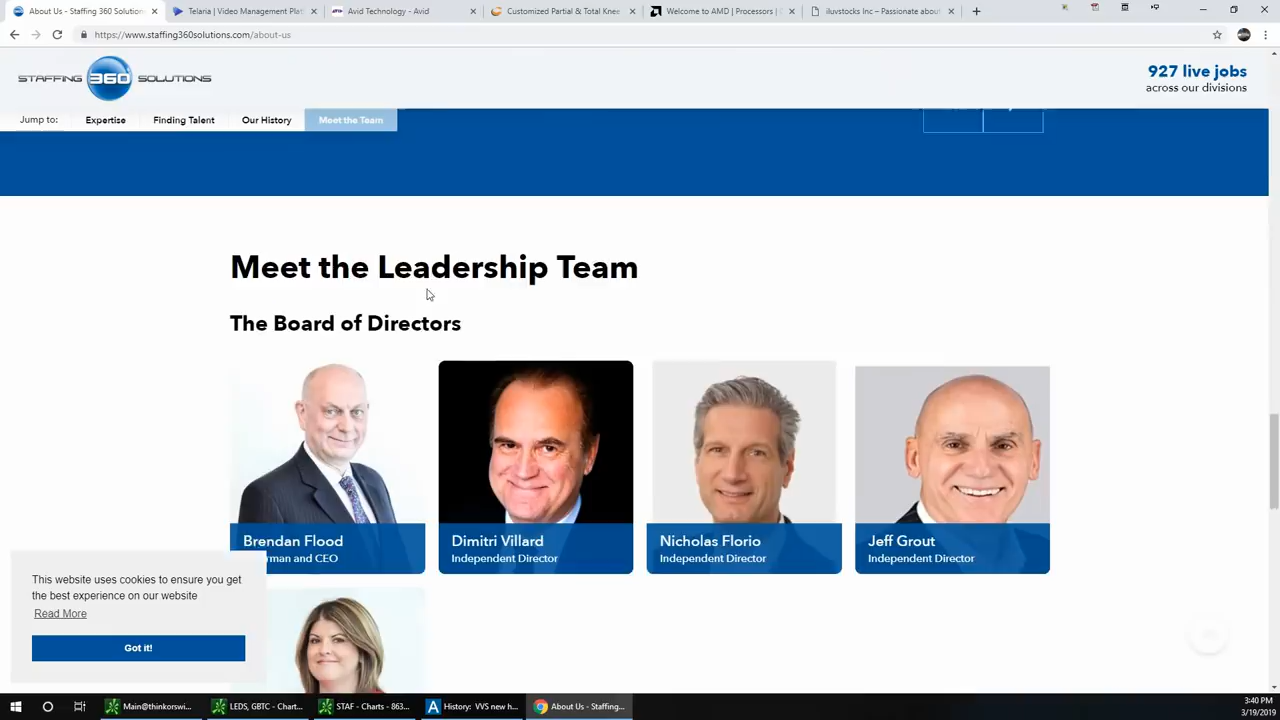 About Us - Staffing 360 Solutions
Telaria | Video Management Plat
Avid Technology - Avid
Customized Partial & Total Knee
Welcome to AMD | Processors |
iluvstocks Inc – Passionate about
https://www.staffing360solutions.com/about-us
STAFFING 360 SOLUTIONS
927 live jobs
across our divisions
Jump to:
Expertise
Finding Talent
Our History
Meet the Team
Meet the Leadership Team
The Board of Directors
Brendan Flood
rman and CEO
Dimitri Villard
Independent Director
Nicholas Florio
Independent Director
Jeff Grout
Independent Director
This website uses cookies to ensure you get
the best experience on our website
Read More
Got it!
Main@thinkorswi...
LEDS, GBTC - Chart...
STAF - Charts - 863...
History: VVS new h...
About Us - Staffing...
3:40 PM
3/19/2019